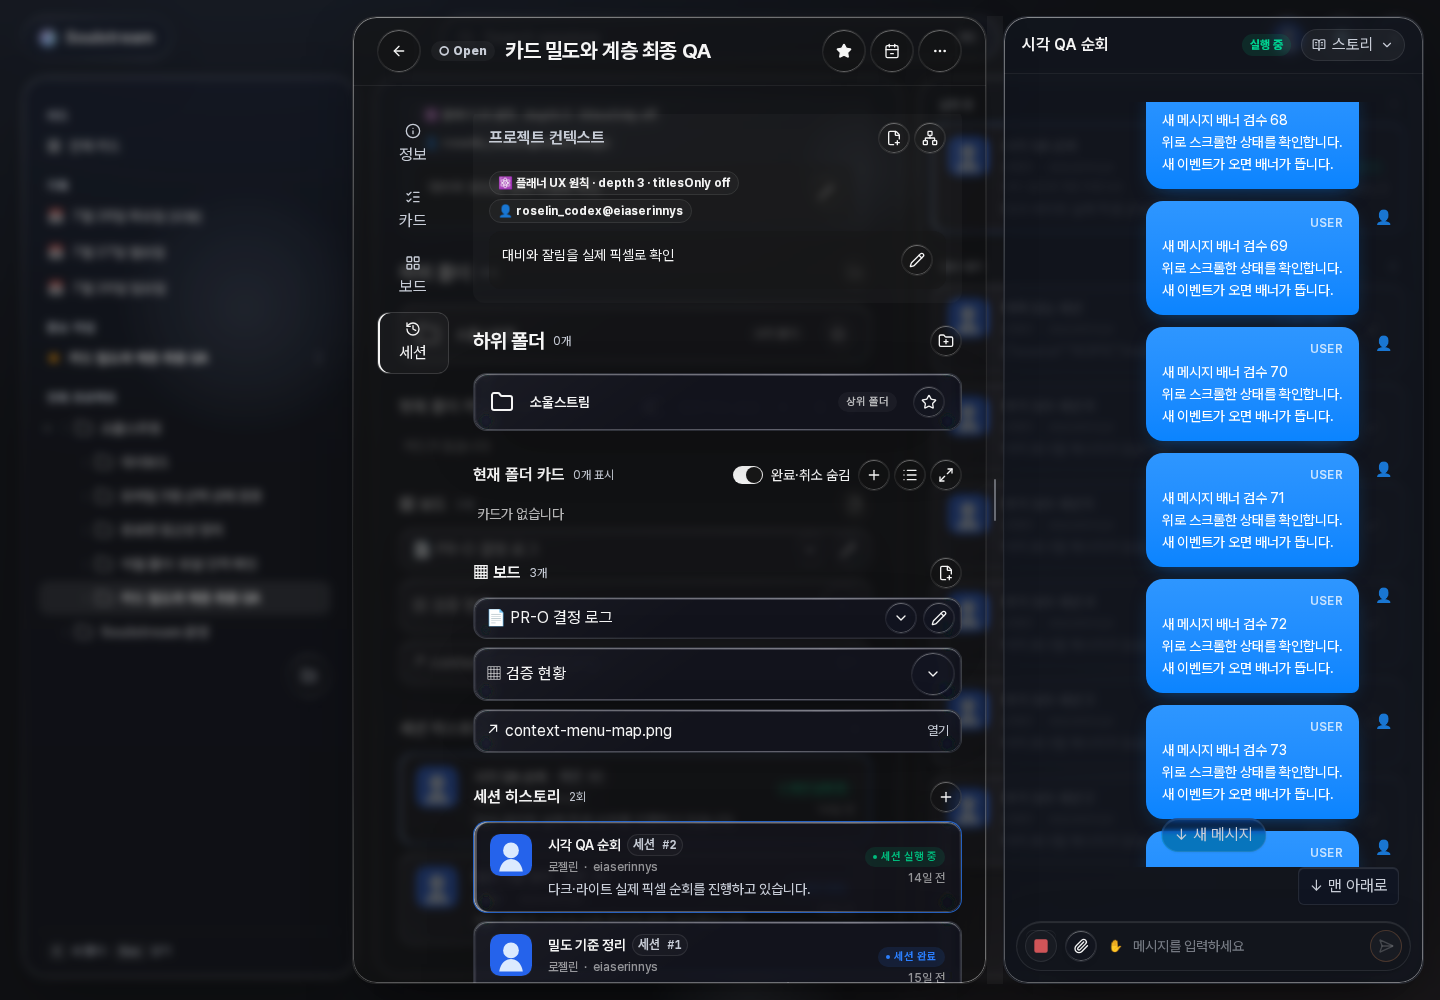 Open
카드 밀도와 계층 최종 QA
정보
카드
보드
세션
프로젝트 컨텍스트
플래너 UX 원칙 · depth 3 · titlesOnly off
roselin_codex@eiaserinnys
대비와 잘림을 실제 픽셀로 확인
하위 폴더 0개
소울스트림
상위 폴더
현재 폴더 카드 0개 표시
완료·취소 숨김
카드가 없습니다
보드 3개
PR-O 결정 로그
검증 현황
context-menu-map.png
열기
세션 히스토리 2회
시각 QA 순회 세션 #2
로젤린 · eiaserinnys
다크·라이트 실제 픽셀 순회를 진행하고 있습니다.
세션 실행 중
14일 전
밀도 기준 정리 세션 #1
로젤린 · eiaserinnys
세션 완료
15일 전
시각 QA 순회
실행 중
스토리
새 메시지 배너 검수 68
위로 스크롤한 상태를 확인합니다.
새 이벤트가 오면 배너가 뜹니다.
USER
새 메시지 배너 검수 69
위로 스크롤한 상태를 확인합니다.
새 이벤트가 오면 배너가 뜹니다.
USER
새 메시지 배너 검수 70
위로 스크롤한 상태를 확인합니다.
새 이벤트가 오면 배너가 뜹니다.
USER
새 메시지 배너 검수 71
위로 스크롤한 상태를 확인합니다.
새 이벤트가 오면 배너가 뜹니다.
USER
새 메시지 배너 검수 72
위로 스크롤한 상태를 확인합니다.
새 이벤트가 오면 배너가 뜹니다.
USER
새 메시지 배너 검수 73
위로 스크롤한 상태를 확인합니다.
새 이벤트가 오면 배너가 뜹니다.
↓ 새 메시지
USER
↓ 맨 아래로
메시지를 입력하세요